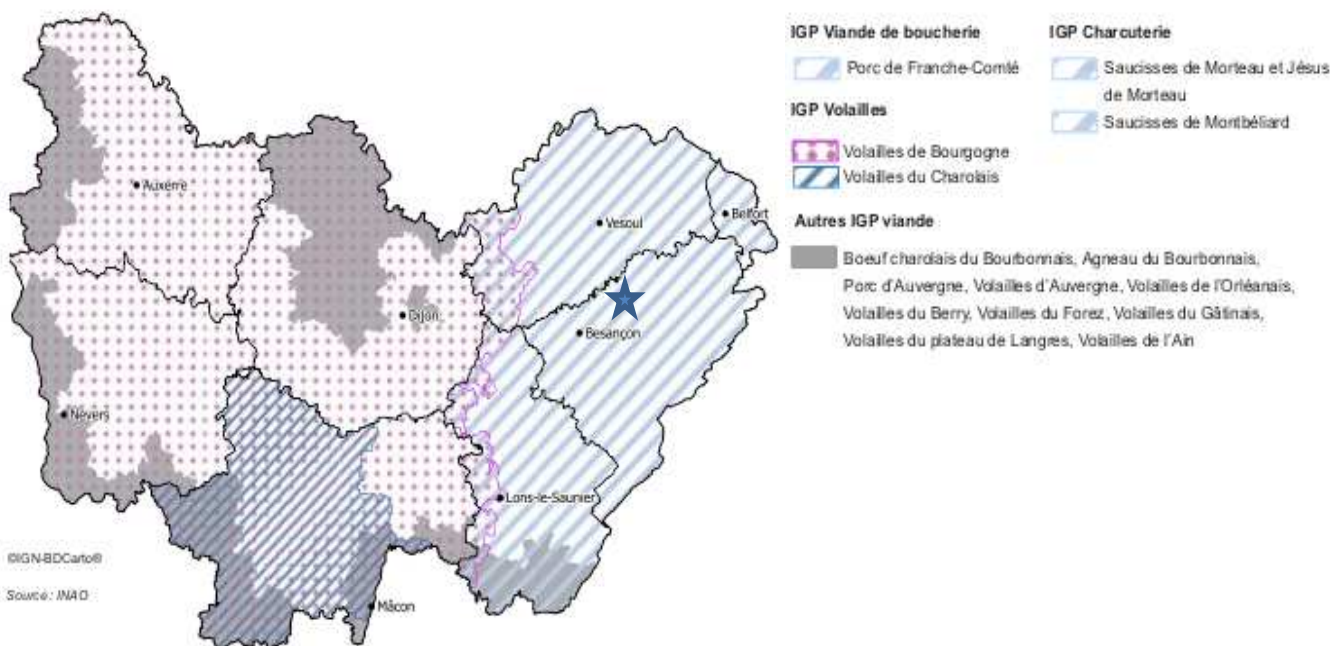 IGP Viande de boucherie
Porc de Franche-Comté
IGP Charcuterie
Saucisses de Morteau et Jésus
de Morteau
Saucisses de Montbéliard
IGP Volailles
Volailles de Bourgogne
Volailles du Charolais
Autres IGP viande
Boeuf charolais du Bourbonnais, Agneau du Bourbonnais,
Porc d'Auvergne, Volailles d'Auvergne, Volailles de l'Orléanais,
Volailles du Berry, Volailles du Forez, Volailles du Gâtinais,
Volailles du plateau de Langres, Volailles de l'Ain
Auxerre
Vesoul
Belfort
Dijon
Besançon
Nevers
Lons-le-Saunier
Mâcon
©IGN-BDCarto®
Source : INAO